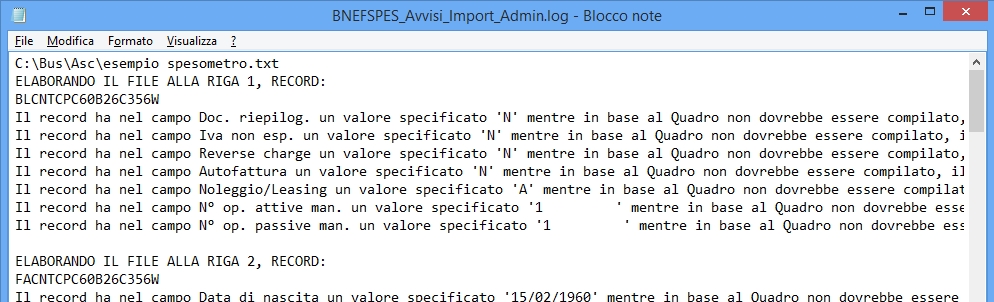 BNEFSPES_Avvisi_Import_Admin.log - Blocco note
File Modifica Formato Visualizza ?
C:\Bus\Asc\esempio spesometro.txt
ELABORANDO IL FILE ALLA RIGA 1, RECORD:
BLCNTCPC60B26C356W
Il record ha nel campo Doc. riepilog. un valore specificato 'N' mentre in base al Quadro non dovrebbe essere compilato,
Il record ha nel campo Iva non esp. un valore specificato 'N' mentre in base al Quadro non dovrebbe essere compilato, i
Il record ha nel campo Reverse charge un valore specificato 'N' mentre in base al Quadro non dovrebbe essere compilato,
Il record ha nel campo Autofattura un valore specificato 'N' mentre in base al Quadro non dovrebbe essere compilato, il
Il record ha nel campo Noleggio/Leasing un valore specificato 'A' mentre in base al Quadro non dovrebbe essere compilat
Il record ha nel campo N° op. attive man. un valore specificato '1          ' mentre in base al Quadro non dovrebbe esse
Il record ha nel campo N° op. passive man. un valore specificato '1          ' mentre in base al Quadro non dovrebbe ess
ELABORANDO IL FILE ALLA RIGA 2, RECORD:
FACNTCPC60B26C356W
Il record ha nel campo Data di nascita un valore specificato '15/02/1960' mentre in base al Quadro non dovrebbe essere